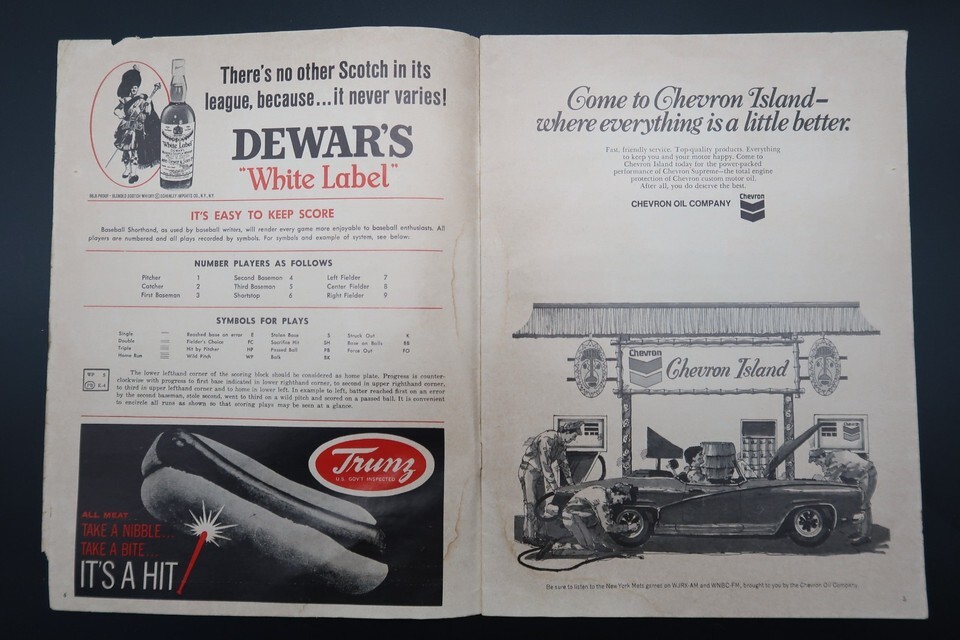 There's no other Scotch in its
league, because...it never varies!
DEWAR'S
"White Label"
White Label
86.8 PROOF • BLENDED SCOTCH WHISKY © SCHENLEY IMPORTS CO., N.Y., N.Y.
IT'S EASY TO KEEP SCORE
Baseball Shorthand, as used by baseball writers, will render every game more enjoyable to baseball enthusiasts. All
players are numbered and all plays recorded by symbols. For symbols and example of system, see below:
NUMBER PLAYERS AS FOLLOWS
Pitcher 1 Second Baseman 4 Left Fielder 7
Catcher 2 Third Baseman 5 Center Fielder 8
First Baseman 3 Shortstop 6 Right Fielder 9
SYMBOLS FOR PLAYS
Single — Reached base on error E Stolen Base S Struck Out K
Double = Fielder's Choice FC Sacrifice Hit SH Base on Balls BB
Triple ≡ Hit by Pitcher HP Passed Ball PB Force Out FO
Home Run Wild Pitch WP Balk BK
WP S
PB E-4
The lower lefthand corner of the scoring block should be considered as home plate. Progress is counter-
clockwise with progress to first base indicated in lower righthand corner, to second in upper righthand corner,
to third in upper lefthand corner and to home in lower left. In example to left, batter reached first on an error
by the second baseman, stole second, went to third on a wild pitch and scored on a passed ball. It is convenient
to encircle all runs as shown so that scoring plays may be seen at a glance.
Trunz
U.S. GOV'T INSPECTED
ALL MEAT
TAKE A NIBBLE...
TAKE A BITE...
IT'S A HIT!
Come to Chevron Island–
where everything is a little better.
Fast, friendly service. Top-quality products. Everything
to keep you and your motor happy. Come to
Chevron Island today for the power-packed
performance of Chevron Supreme—the total engine
protection of Chevron custom motor oil.
After all, you do deserve the best.
CHEVRON OIL COMPANY
Chevron
Chevron
Chevron Island
Be sure to listen to the New York Mets games on WJRX-AM and WNBC-FM, brought to you by the Chevron Oil Company.